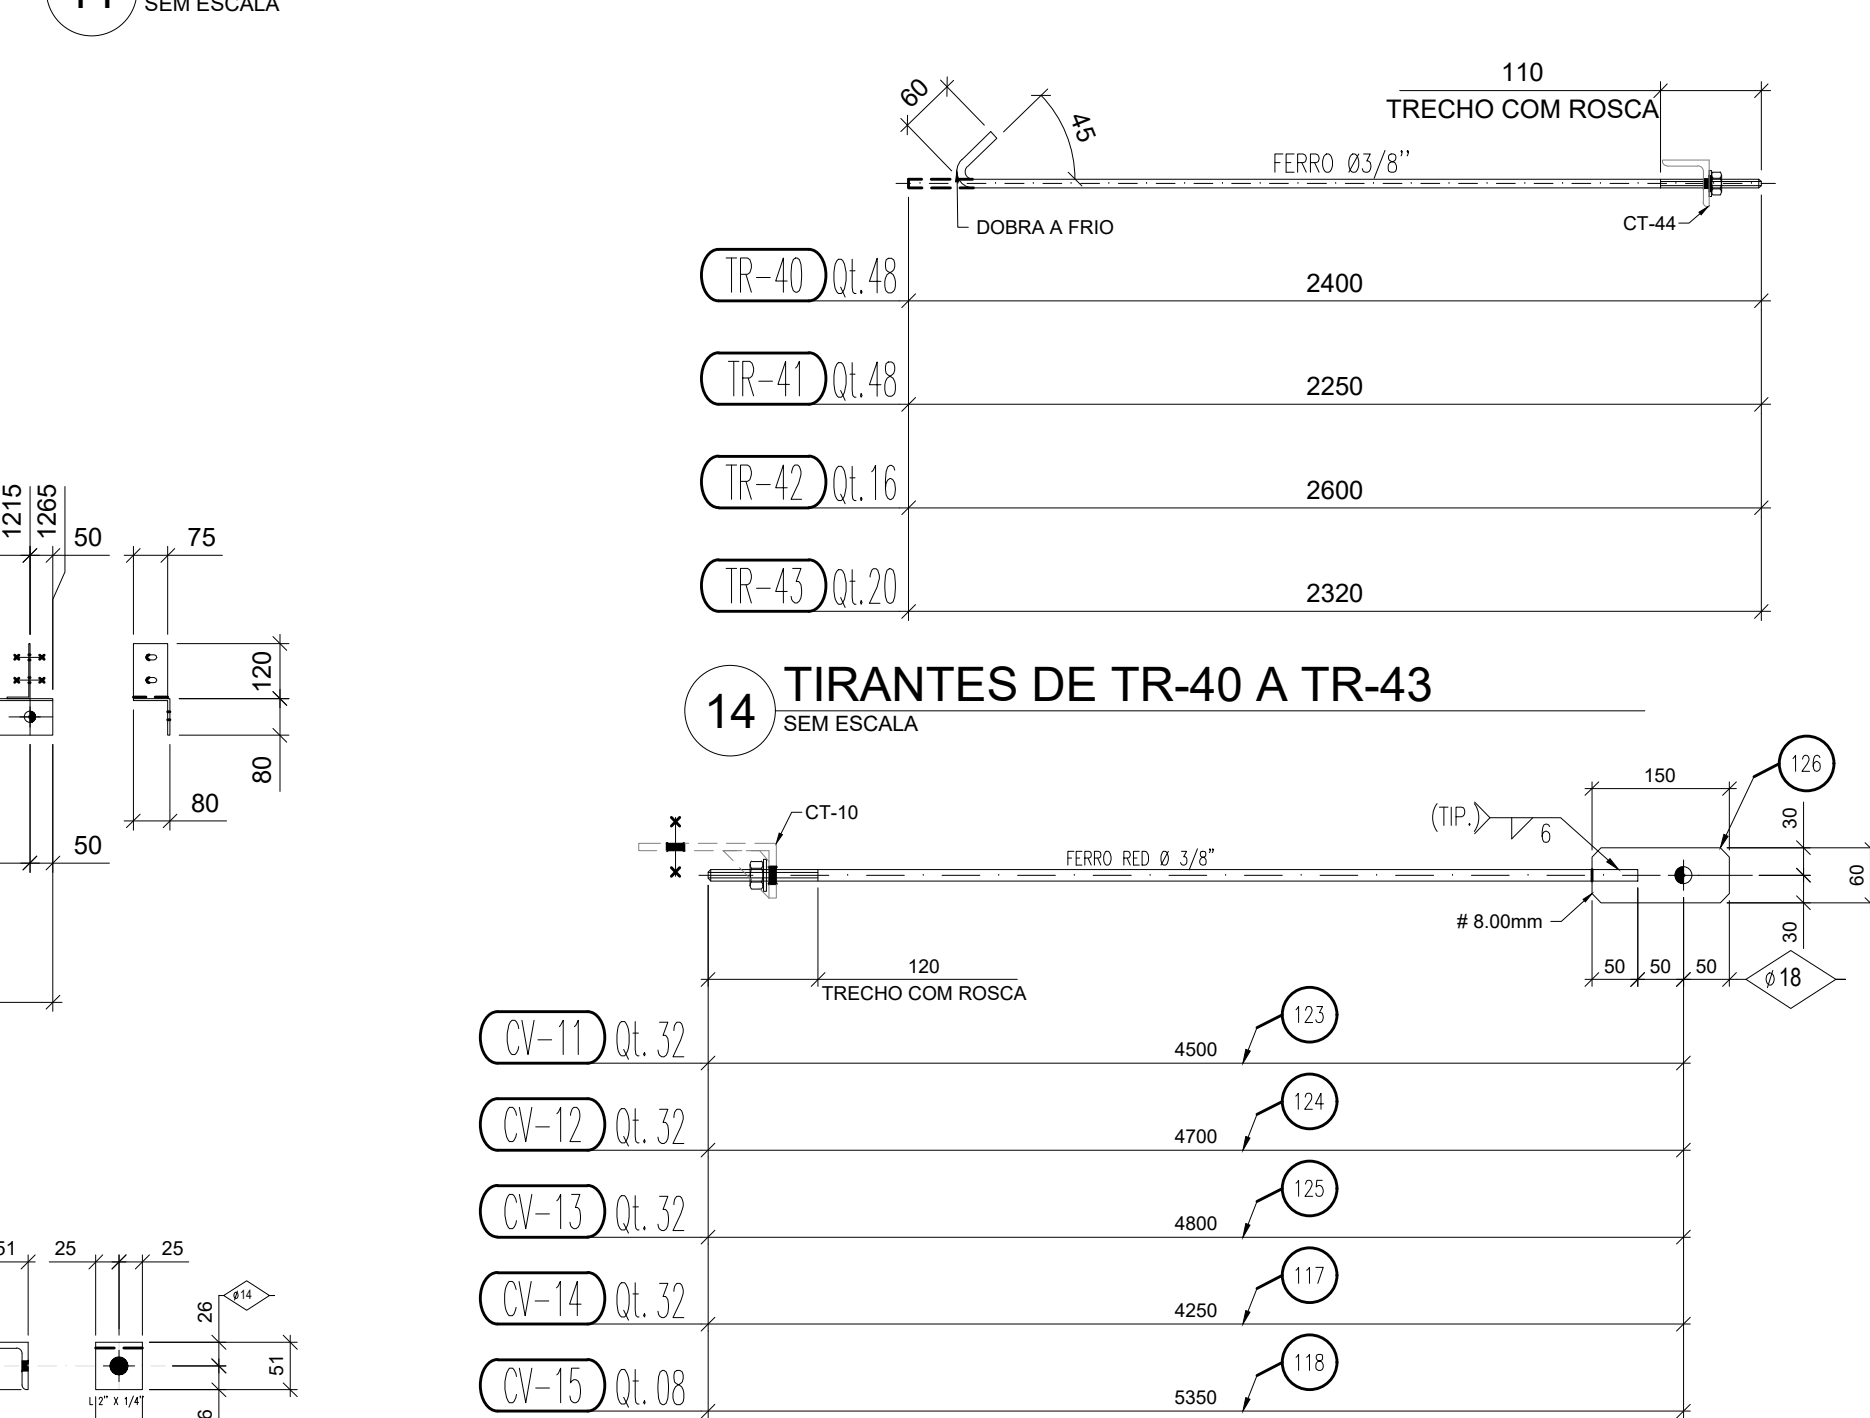 SEM ESCALA
60
45
110
TRECHO COM ROSCA
FERRO Ø3/8"
DOBRA A FRIO
CT-44
TR-40 Qt.48 2400
TR-41 Qt.48 2250
TR-42 Qt.16 2600
TR-43 Qt.20 2320
14 TIRANTES DE TR-40 A TR-43
SEM ESCALA
1215
1265
50
75
120
80
80
50
CT-10
(TIP.)
6
150
126
30
60
30
FERRO RED Ø 3/8"
# 8.00mm
50 50 50
Ø18
120
TRECHO COM ROSCA
CV-11 Qt. 32 4500 123
CV-12 Qt. 32 4700 124
CV-13 Qt. 32 4800 125
CV-14 Qt. 32 4250 117
CV-15 Qt. 08 5350 118
25
25
26
Ø14
51
L 2" X 1/4"